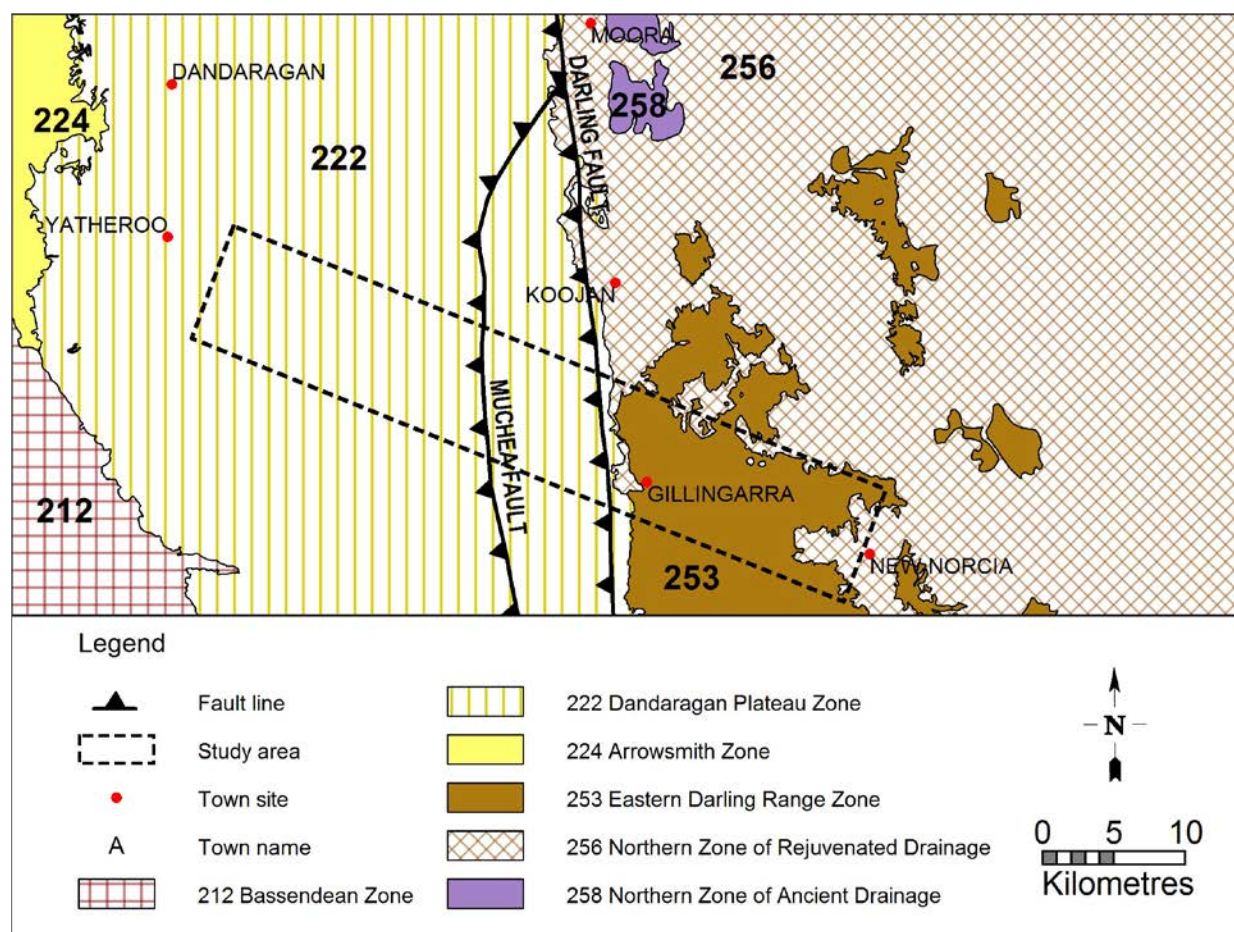 MOORA
DANDARAGAN
256
DARLING FAULT
258
224
222
YATHEROO
KOOJAN
MUCHEA FAULT
GILLINGARRA
212
253
NEW NORCIA
Legend
Fault line
Study area
Town site
A Town name
212 Bassendean Zone
222 Dandaragan Plateau Zone
224 Arrowsmith Zone
253 Eastern Darling Range Zone
256 Northern Zone of Rejuvenated Drainage
258 Northern Zone of Ancient Drainage
N
0 5 10
Kilometres